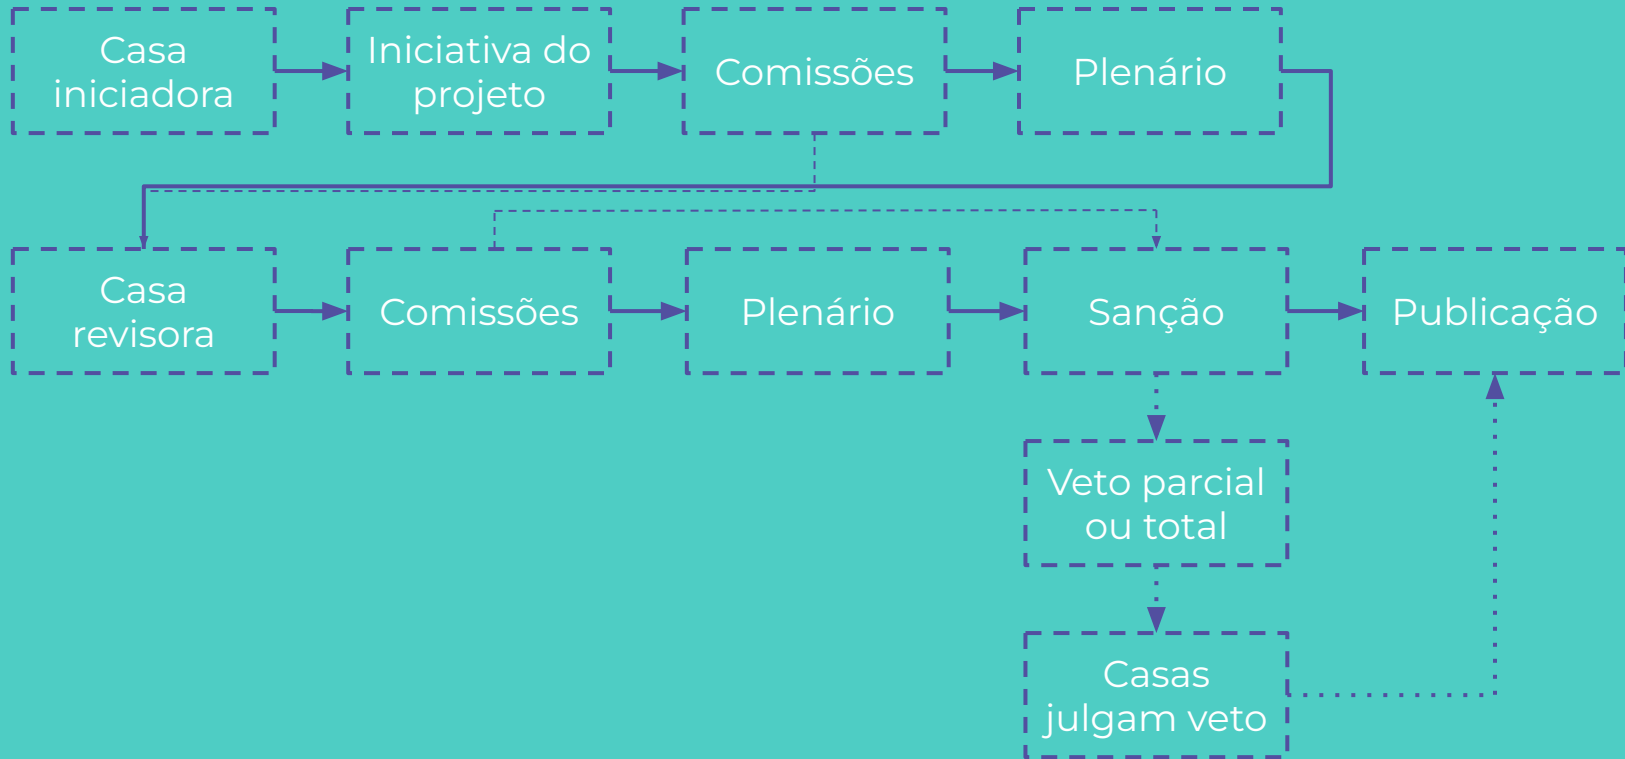 Casa
iniciadora
Iniciativa do
projeto
Comissões
Plenário
Casa
revisora
Comissões
Plenário
Sanção
Publicação
Veto parcial
ou total
Casas
julgam veto